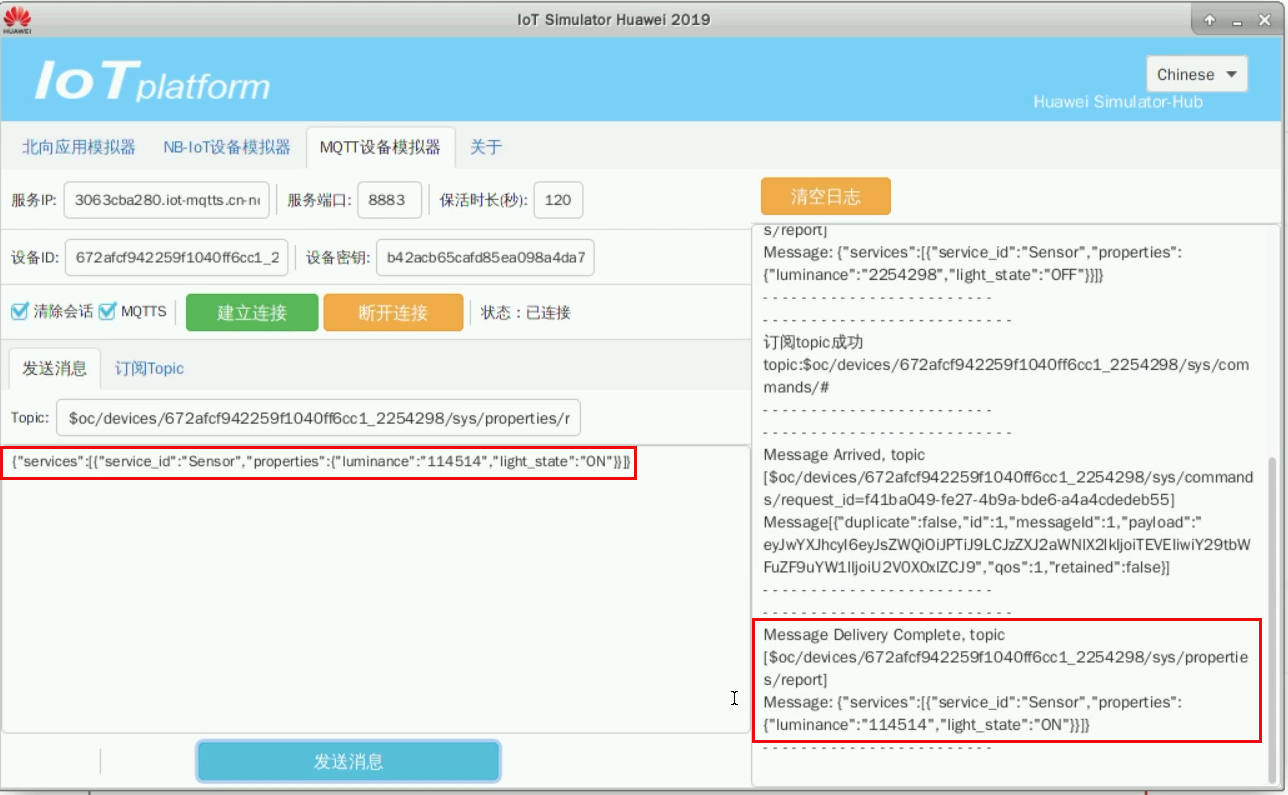 HUAWEI
IoT Simulator Huawei 2019
IoT platform
Chinese
Huawei Simulator-Hub
北向应用模拟器
NB-IoT设备模拟器
MQTT设备模拟器
关于
服务IP:
3063cba280.iot-mqtts.cn-n
服务端口:
8883
保活时长(秒):
120
设备ID:
672afcf942259f1040ff6cc1_2
设备密钥:
b42acb65cafd85ea098a4da7
清除会话
MQTTS
建立连接
断开连接
状态：已连接
发送消息
订阅Topic
Topic:
$oc/devices/672afcf942259f1040ff6cc1_2254298/sys/properties/r
{"services":[{"service_id":"Sensor","properties":{"luminance":"114514","light_state":"ON"}}]}
发送消息
清空日志
s/report]
Message: {"services":[{"service_id":"Sensor","properties":
{"luminance":"2254298","light_state":"OFF"}}]}
- - - - - - - - - - - - - - - - - - - - - - - -
- - - - - - - - - - - - - - - - - - - - - - - - - -
订阅topic成功
topic:$oc/devices/672afcf942259f1040ff6cc1_2254298/sys/com
mands/#
- - - - - - - - - - - - - - - - - - - - - - - -
- - - - - - - - - - - - - - - - - - - - - - - - - -
Message Arrived, topic
[$oc/devices/672afcf942259f1040ff6cc1_2254298/sys/command
s/request_id=f41ba049-fe27-4b9a-bde6-a4a4cdedeb55]
Message[{"duplicate":false,"id":1,"messageId":1,"payload":"
eyJwYXJhcyI6eyJsZWQiOiJPTiJ9LCJzZXJ2aWNlX2lkIjoiTEVEIiwiY29tbW
FuZF9uYW1lIjoiU2V0X0xlZCJ9","qos":1,"retained":false}]
- - - - - - - - - - - - - - - - - - - - - - - -
- - - - - - - - - - - - - - - - - - - - - - - - - -
Message Delivery Complete, topic
[$oc/devices/672afcf942259f1040ff6cc1_2254298/sys/propertie
s/report]
Message: {"services":[{"service_id":"Sensor","properties":
{"luminance":"114514","light_state":"ON"}}]}
- - - - - - - - - - - - - - - - - - - - - - - -